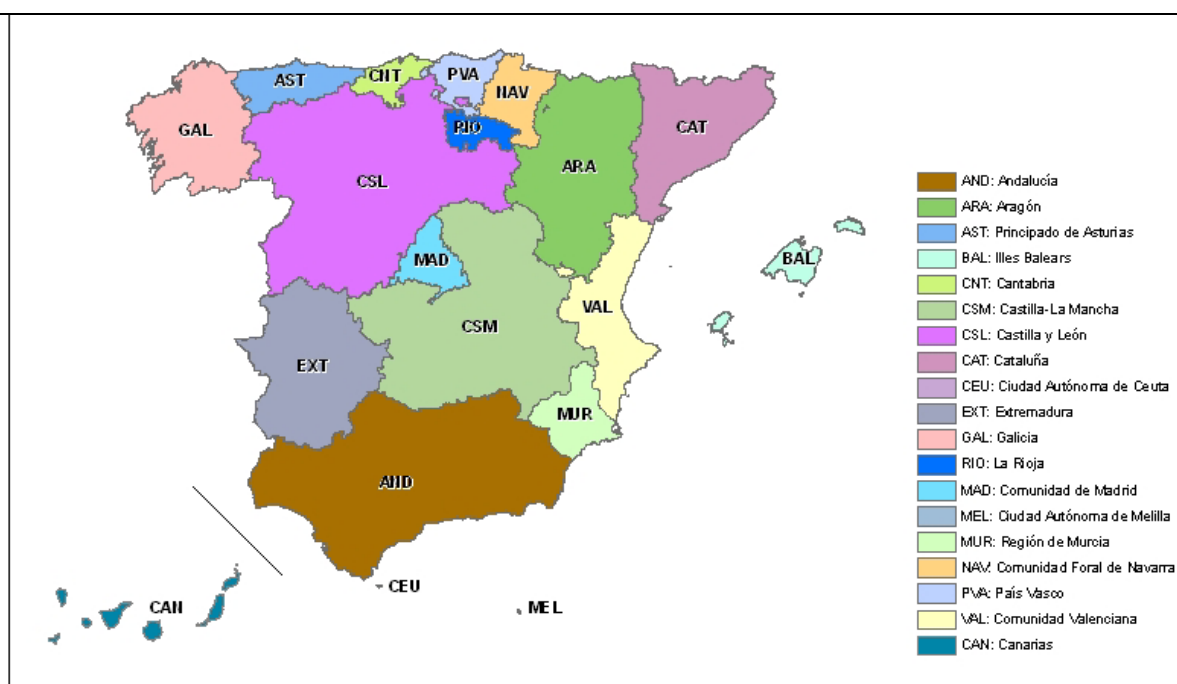 PVA
CNT
AST
NAV
GAL
RIO
CAT
ARA
CSL
MAD
BAL
VAL
CSM
EXT
MUR
AND
CEU
CAN
MEL
AND: Andalucía
ARA: Aragón
AST: Principado de Asturias
BAL: Illes Balears
CNT: Cantabria
CSM: Castilla-La Mancha
CSL: Castilla y León
CAT: Cataluña
CEU: Ciudad Autónoma de Ceuta
EXT: Extremadura
GAL: Galicia
RIO: La Rioja
MAD: Comunidad de Madrid
MEL: Ciudad Autónoma de Melilla
MUR: Región de Murcia
NAV: Comunidad Foral de Navarra
PVA: País Vasco
VAL: Comunidad Valenciana
CAN: Canarias